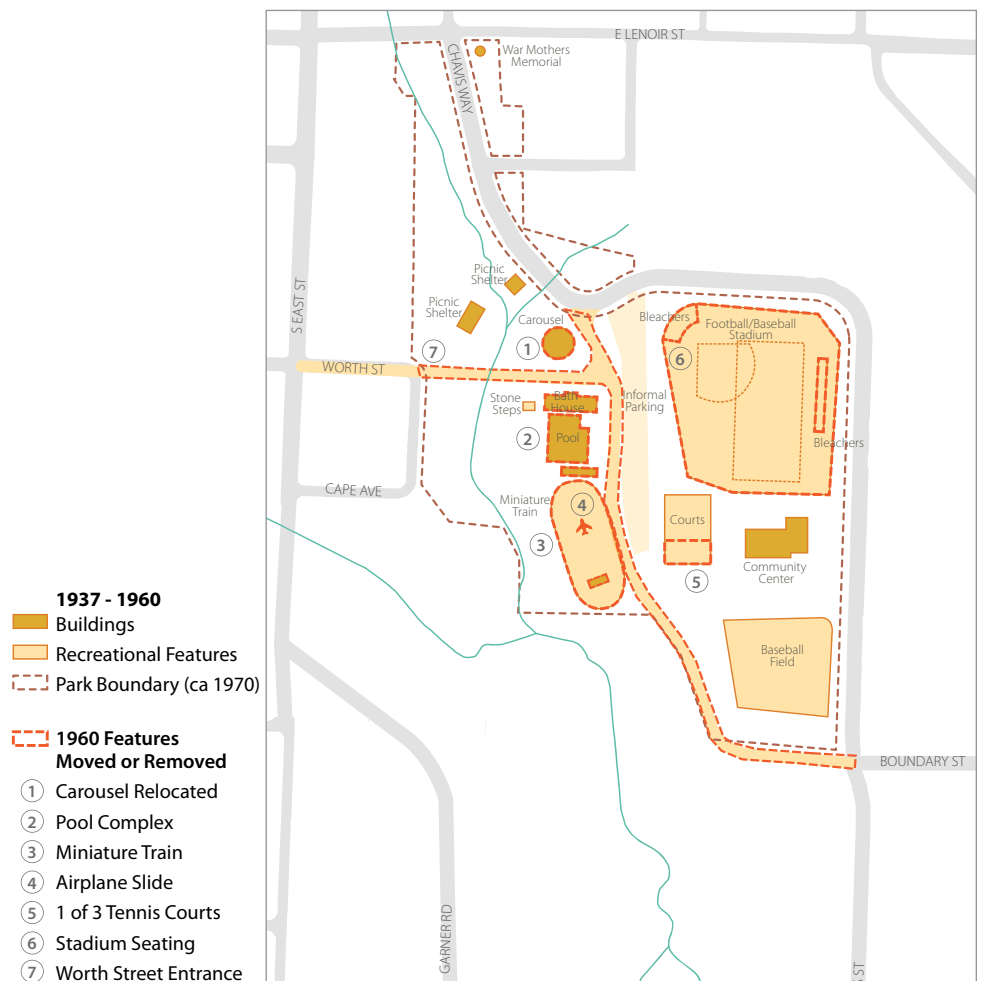 E LENOIR ST
CHAVIS WAY
War Mothers
Memorial
S EAST ST
Picnic
Shelter
Picnic
Shelter
Carousel
1
7
WORTH ST
Bleachers
Football/Baseball
Stadium
6
Stone
Steps
Bath
House
Informal
Parking
2
Pool
Bleachers
CAPE AVE
Miniature
Train
4
3
Courts
5
Community
Center
Baseball
Field
BOUNDARY ST
GARNER RD
ST
1937 - 1960
Buildings
Recreational Features
Park Boundary (ca 1970)
1960 Features
Moved or Removed
1 Carousel Relocated
2 Pool Complex
3 Miniature Train
4 Airplane Slide
5 1 of 3 Tennis Courts
6 Stadium Seating
7 Worth Street Entrance